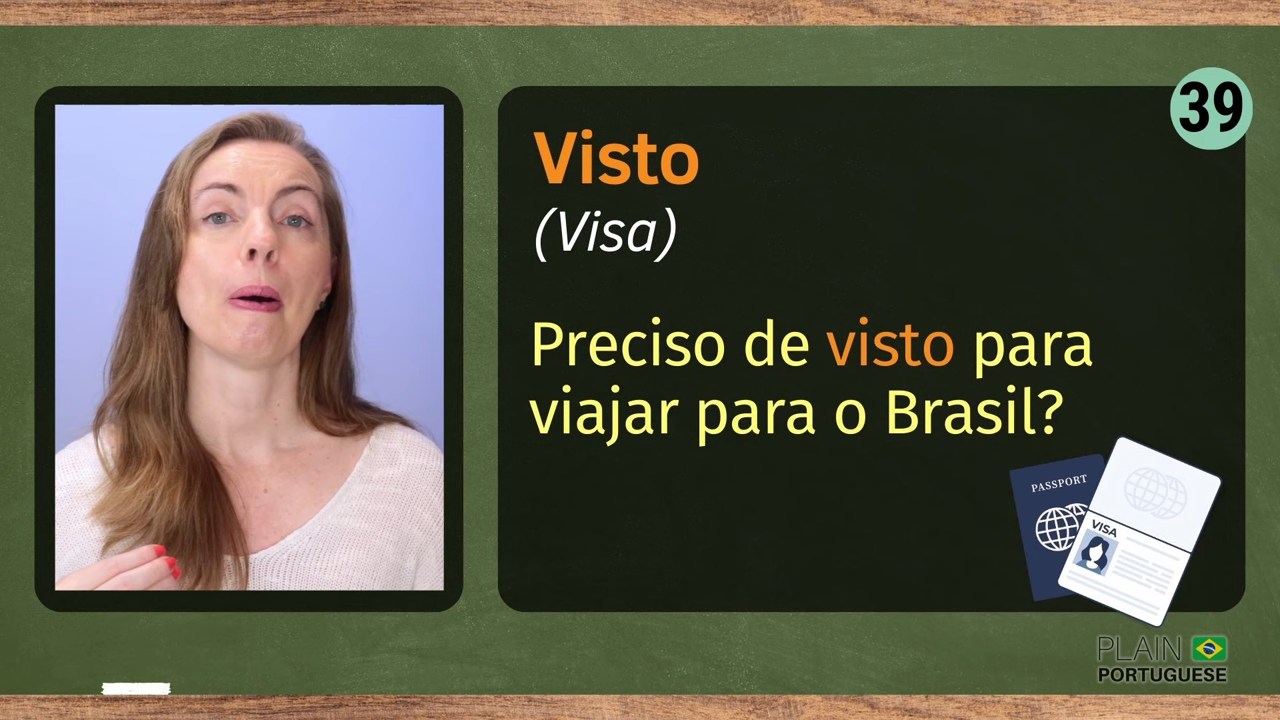 39
Visto
(Visa)
Preciso de visto para
viajar para o Brasil?
PASSPORT
VISA
PLAIN
PORTUGUESE